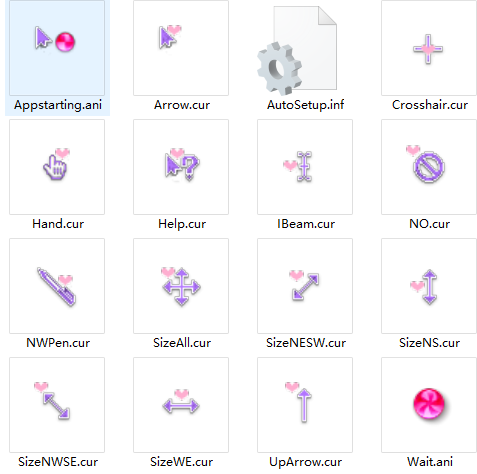 Appstarting.ani
Arrow.cur
AutoSetup.inf
Crosshair.cur
Hand.cur
Help.cur
IBeam.cur
NO.cur
NWPen.cur
SizeAll.cur
SizeNESW.cur
SizeNS.cur
SizeNWSE.cur
SizeWE.cur
UpArrow.cur
Wait.ani